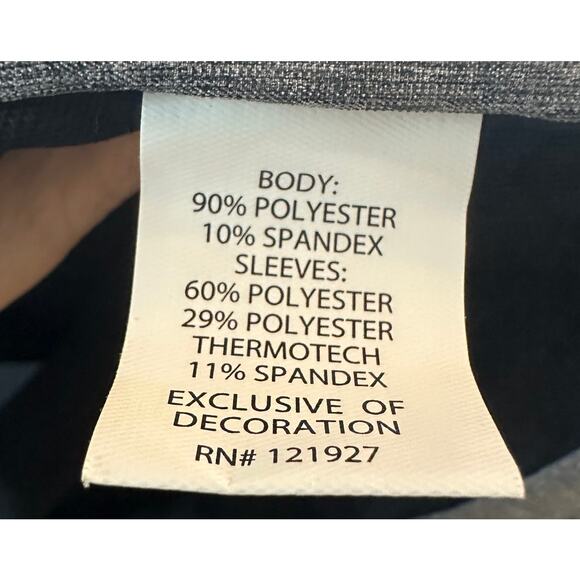 BODY:
90% POLYESTER
10% SPANDEX
SLEEVES:
60% POLYESTER
29% POLYESTER
THERMOTECH
11% SPANDEX
EXCLUSIVE OF
DECORATION
RN# 121927